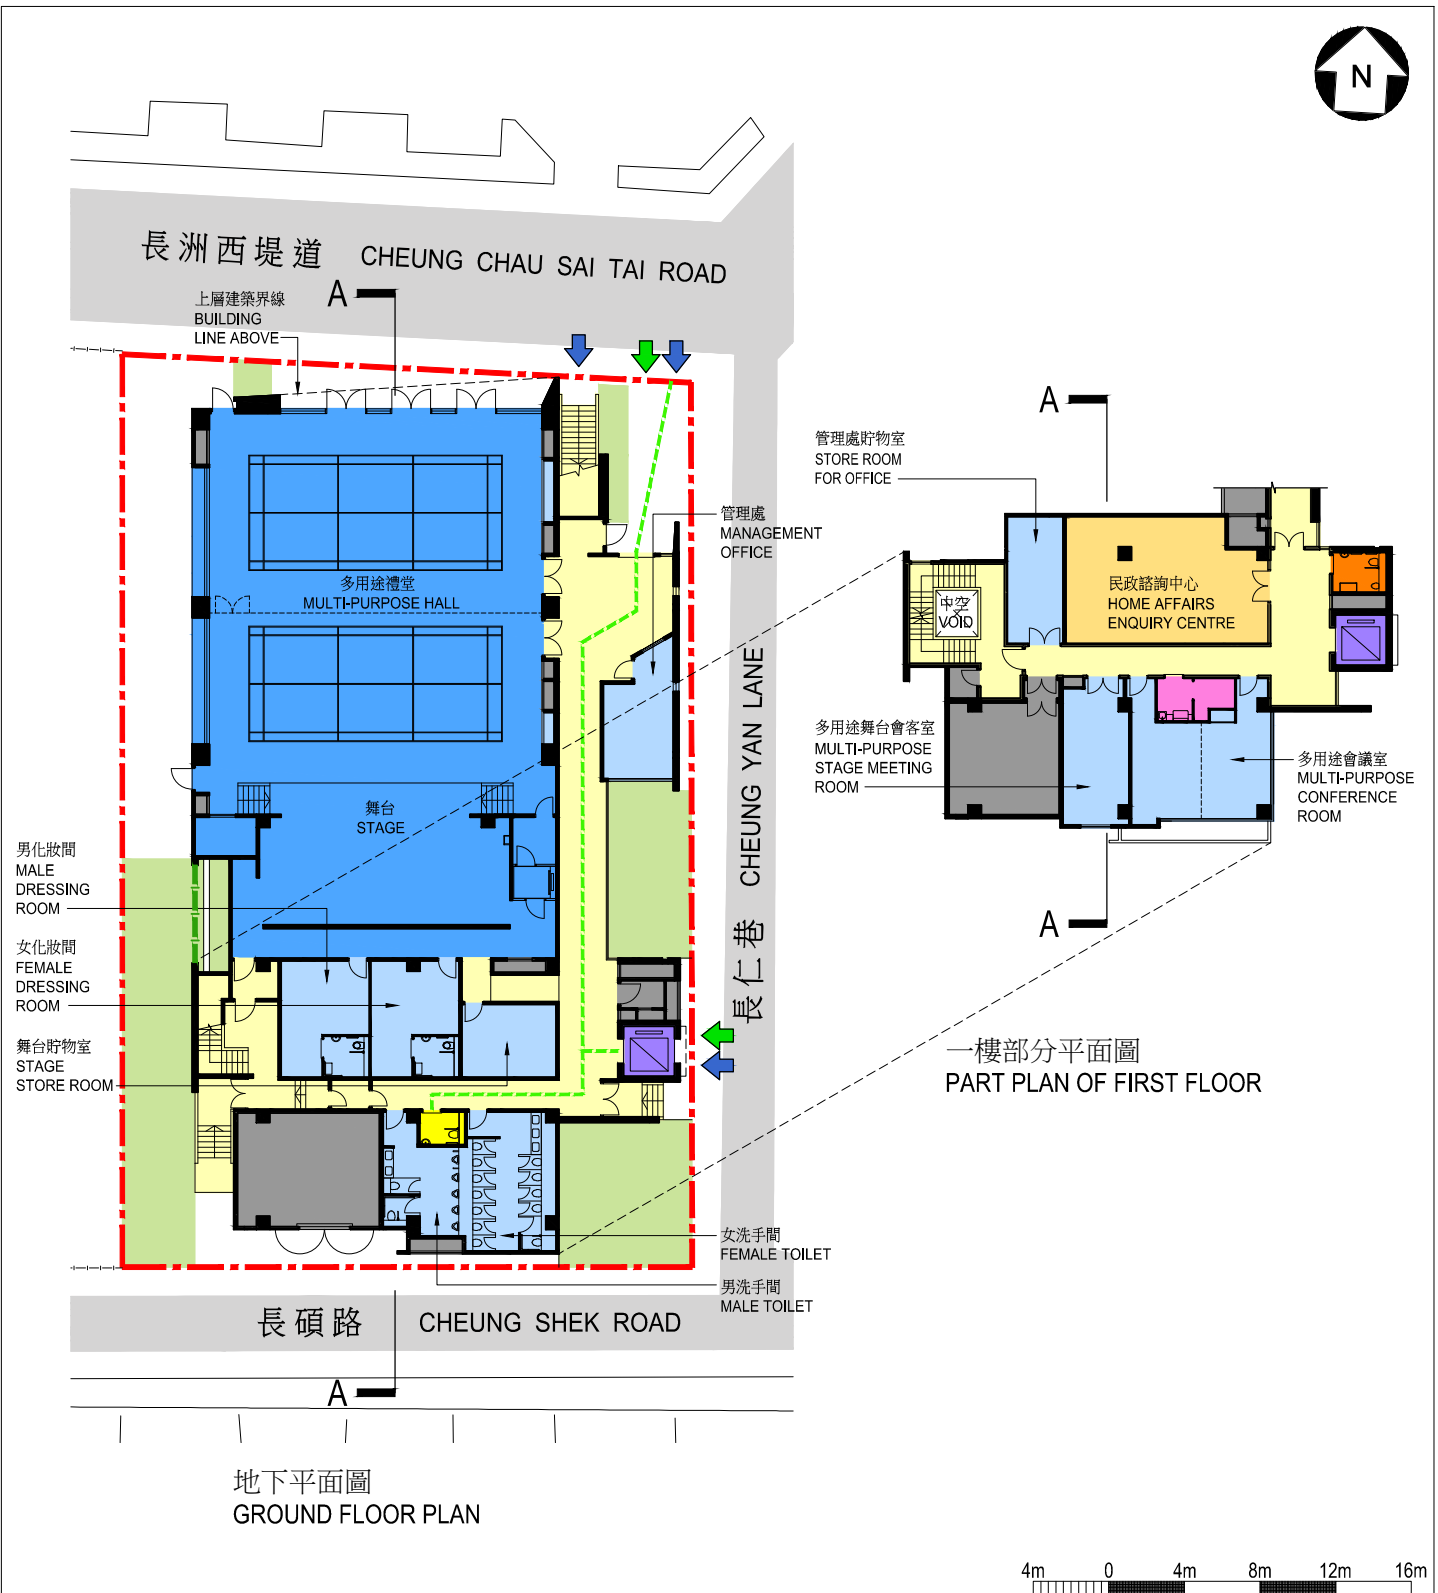 N
長洲西堤道 CHEUNG CHAU SAI TAI ROAD
上層建築界線
BUILDING
LINE ABOVE
A
管理處
MANAGEMENT
OFFICE
多用途禮堂
MULTI-PURPOSE HALL
舞台
STAGE
男化妝間
MALE
DRESSING
ROOM
女化妝間
FEMALE
DRESSING
ROOM
舞台貯物室
STAGE
STORE ROOM
長仁巷 CHEUNG YAN LANE
女洗手間
FEMALE TOILET
男洗手間
MALE TOILET
長碩路 CHEUNG SHEK ROAD
A
地下平面圖
GROUND FLOOR PLAN
A
管理處貯物室
STORE ROOM
FOR OFFICE
民政諮詢中心
HOME AFFAIRS
ENQUIRY CENTRE
中空
VOID
多用途舞台會客室
MULTI-PURPOSE
STAGE MEETING
ROOM
多用途會議室
MULTI-PURPOSE
CONFERENCE
ROOM
A
一樓部分平面圖
PART PLAN OF FIRST FLOOR
4m 0 4m 8m 12m 16m